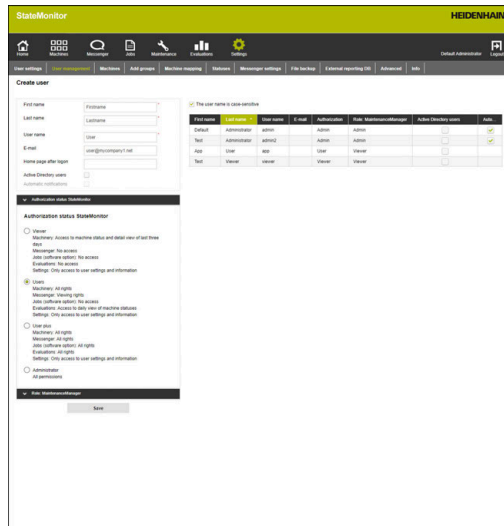 StateMonitor
HEIDENHAIN
Home
Machines
Messenger
Jobs
Maintenance
Evaluations
Settings
Default Administrator
Logout
User settings
User management
Machines
Add groups
Machine mapping
Statuses
Messenger settings
File backup
External reporting DB
Advanced
Info
Create user
First name
Firstname
*
Last name
Lastname
*
User name
User
*
E-mail
user@mycompany1.net
Home page after logon
Active Directory users
Automatic notifications
Authorization status StateMonitor
Authorization status StateMonitor
Viewer
Machinery: Access to machine status and detail view of last three
days
Messenger: No access
Jobs (software option): No access
Evaluations: No access
Settings: Only access to user settings and information
Users
Machinery: All rights
Messenger: Viewing rights
Jobs (software option): No access
Evaluations: Access to daily view of machine statuses
Settings: Only access to user settings and information
User plus
Machinery: All rights
Messenger: All rights
Jobs (software option): All rights
Evaluations: All rights
Settings: Only access to user settings and information
Administrator
All permissions
Role: MaintenanceManager
Save
The user name is case-sensitive
First name Last name User name E-mail Authorization Role: MaintenanceManager Active Directory users Auto...
Default Administrator admin Admin Admin
Test Administrator admin2 Admin Admin
App User app User Viewer
Test Viewer viewer Viewer Viewer